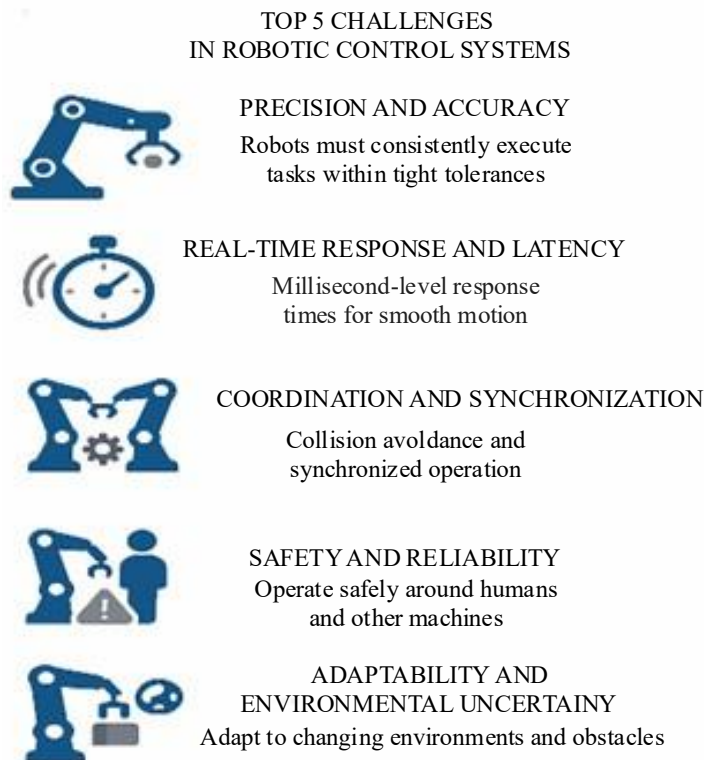 TOP 5 CHALLENGES
IN ROBOTIC CONTROL SYSTEMS
PRECISION AND ACCURACY
Robots must consistently execute
tasks within tight tolerances
REAL-TIME RESPONSE AND LATENCY
Millisecond-level response
times for smooth motion
COORDINATION AND SYNCHRONIZATION
Collision avoldance and
synchronized operation
SAFETY AND RELIABILITY
Operate safely around humans
and other machines
ADAPTABILITY AND
ENVIRONMENTAL UNCERTAINY
Adapt to changing environments and obstacles